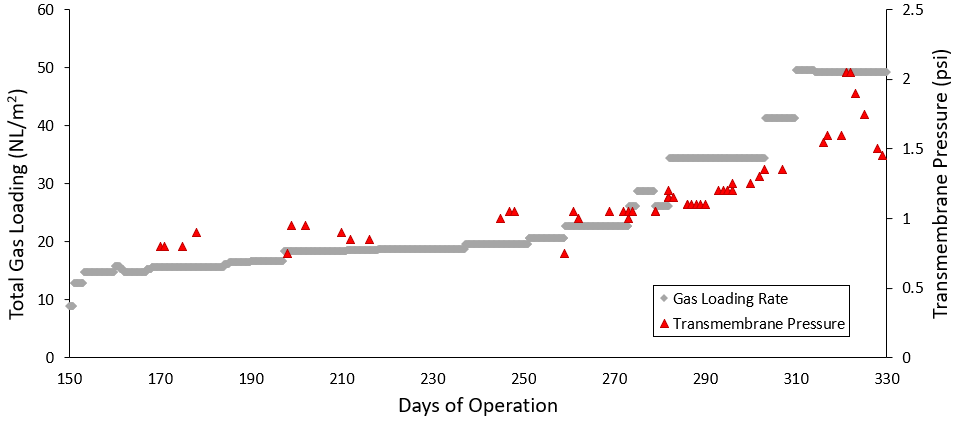 60
50
40
30
20
10
0
Total Gas Loading (NL/m²)
2.5
2
1.5
1
0.5
0
Transmembrane Pressure (psi)
Gas Loading Rate
Transmembrane Pressure
150 170 190 210 230 250 270 290 310 330
Days of Operation